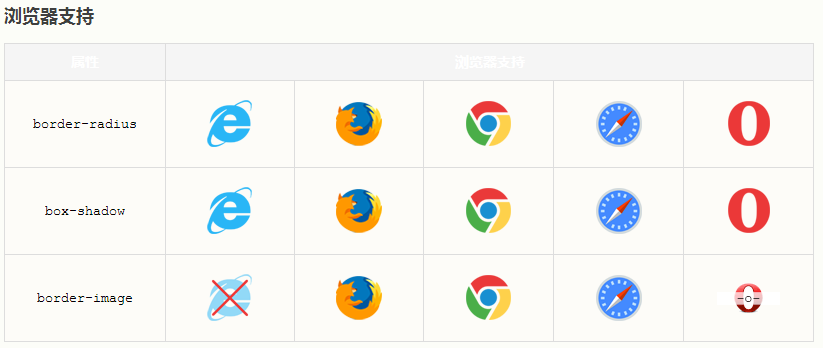 浏览器支持
属性 浏览器支持
border-radius
box-shadow
border-image
-o-